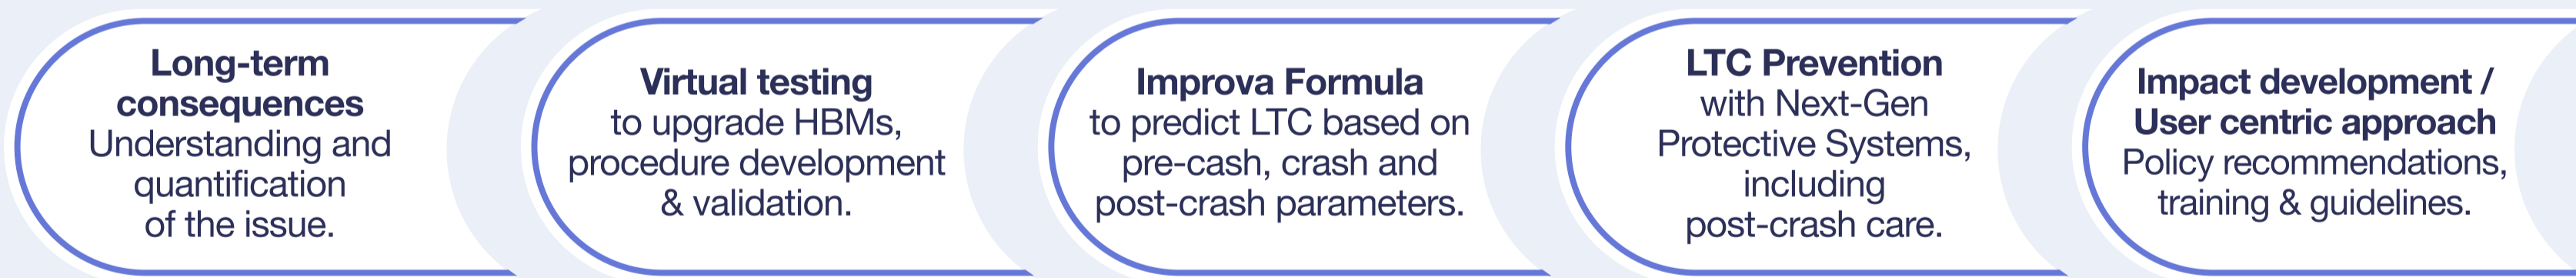 Long-term
consequences
Understanding and
quantification
of the issue.
Virtual testing
to upgrade HBMs,
procedure development
& validation.
Improva Formula
to predict LTC based on
pre-cash, crash and
post-crash parameters.
LTC Prevention
with Next-Gen
Protective Systems,
including
post-crash care.
Impact development /
User centric approach
Policy recommendations,
training & guidelines.